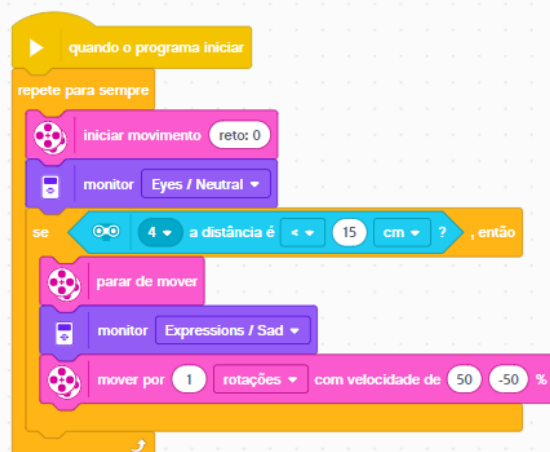 quando o programa iniciar
repete para sempre
iniciar movimento reto: 0
monitor Eyes / Neutral
se 4 a distância é < 15 cm ? , então
parar de mover
monitor Expressions / Sad
mover por 1 rotações com velocidade de 50 -50 %